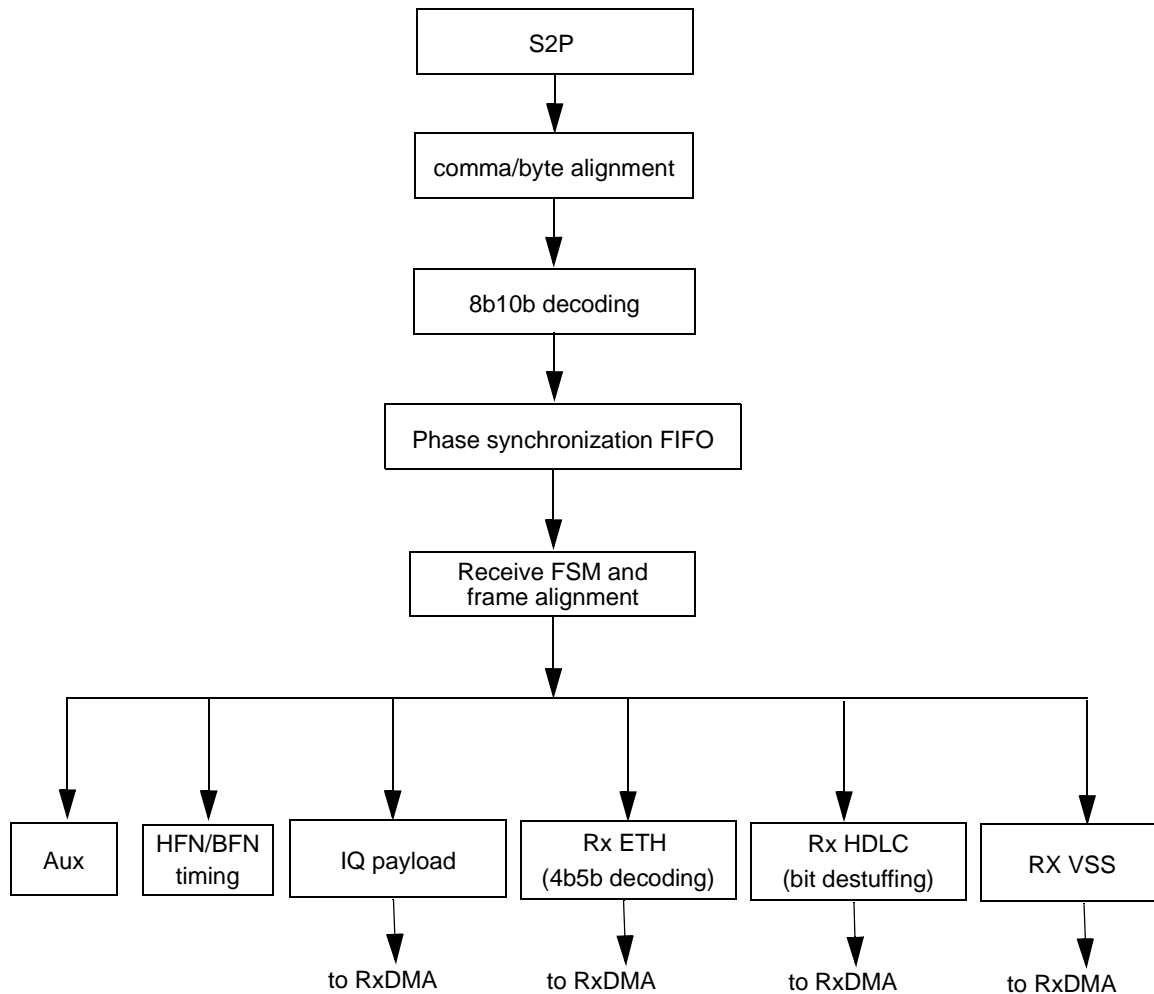 S2P
comma/byte alignment
8b10b decoding
Phase synchronization FIFO
Receive FSM and
frame alignment
Aux
HFN/BFN
timing
IQ payload
Rx ETH
(4b5b decoding)
Rx HDLC
(bit destuffing)
RX VSS
to RxDMA
to RxDMA
to RxDMA
to RxDMA